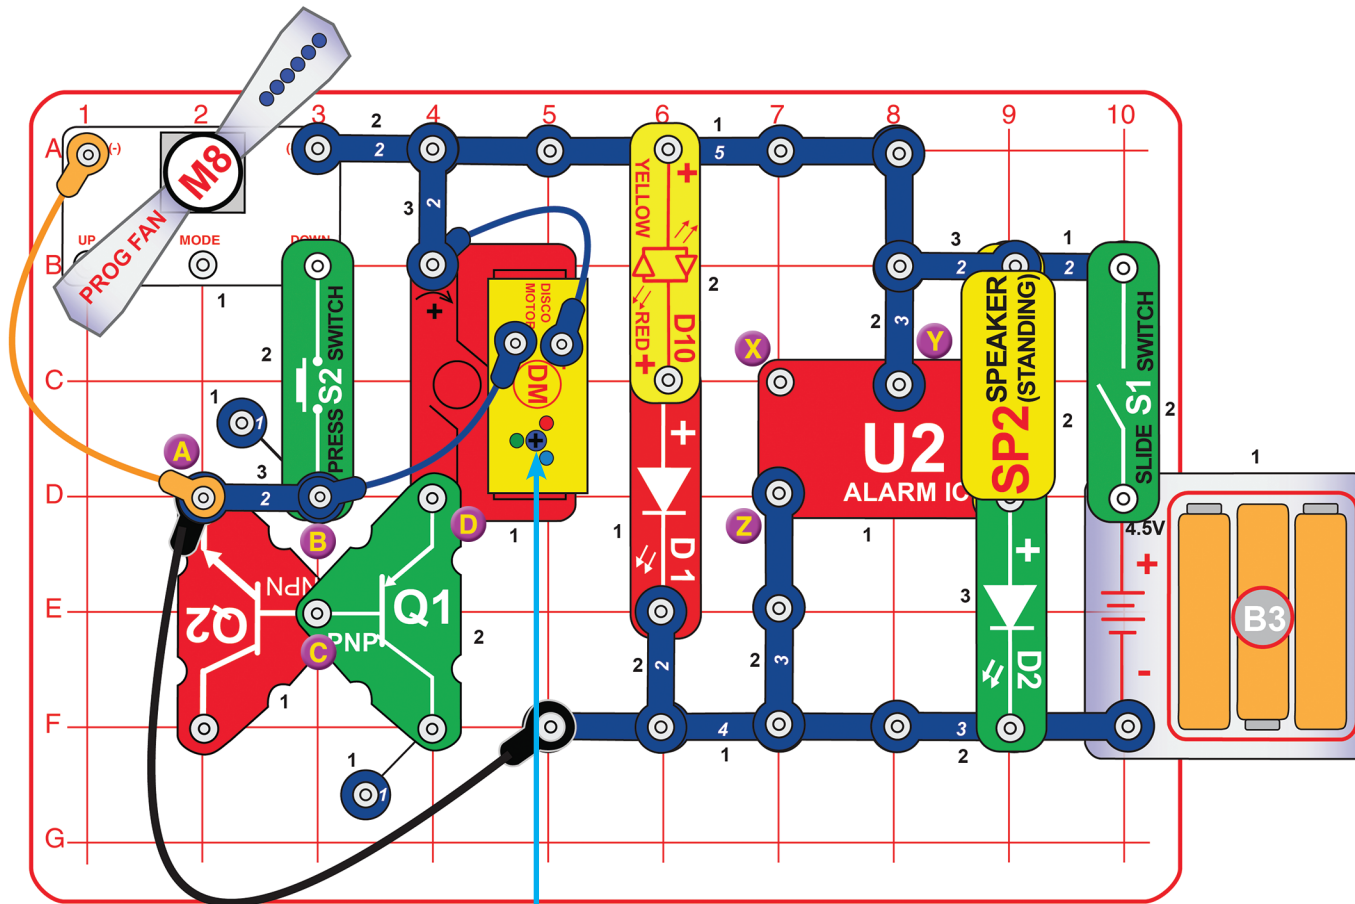 1 2 3 4 5 6 7 8 9 10
A
B
C
D
E
F
G
(-)
(
M8
PROG FAN
UP
MODE
DOWN
1
2
2
3
2
1
5
YELLOW
+
RED
+
D10
2
3
2
1
2
2
3
S2
PRESS SWITCH
2
1
1
+
DISCO
MOTOR
DM
+
X
Y
Z
U2
ALARM IC
1
SP2
SPEAKER
(STANDING)
2
S1
SLIDE SWITCH
2
A
B
C
D
3
2
1
NPN
Q2
1
PNP
Q1
2
1
1
+
D1
1
2
2
2
3
+
D2
3
4
1
3
2
4.5V
+
-
B3
1